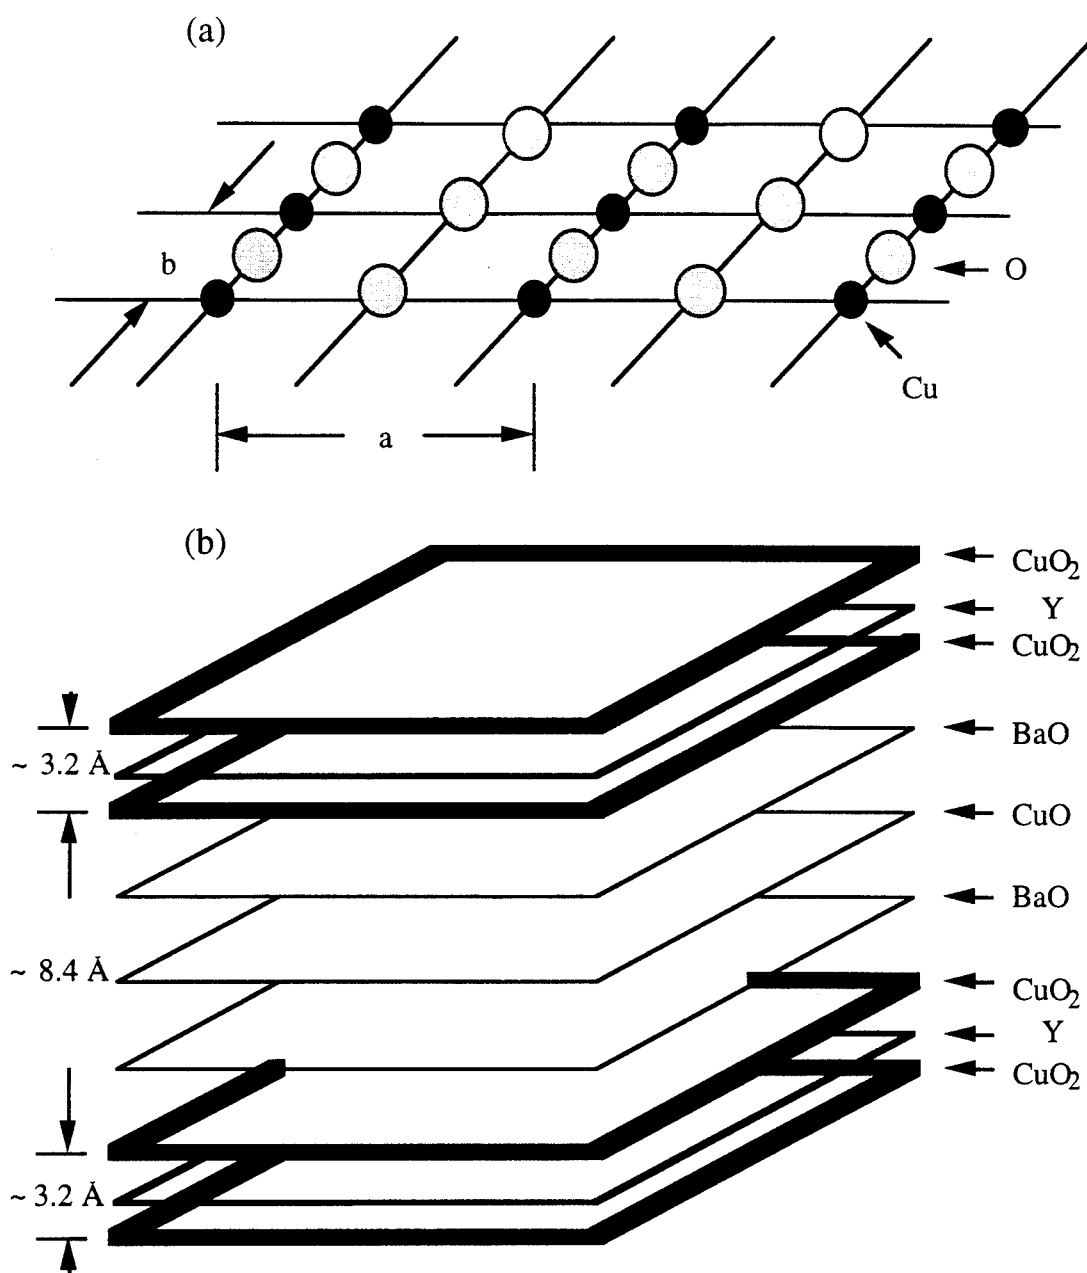 (a)
b
O
Cu
a
(b)
CuO₂
Y
CuO₂
~ 3.2 Å
BaO
CuO
BaO
~ 8.4 Å
CuO₂
Y
CuO₂
~ 3.2 Å